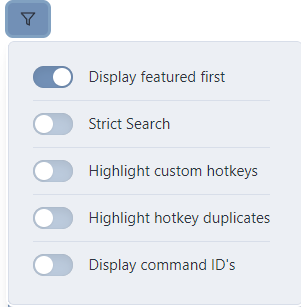 Display featured first
Strict Search
Highlight custom hotkeys
Highlight hotkey duplicates
Display command ID's